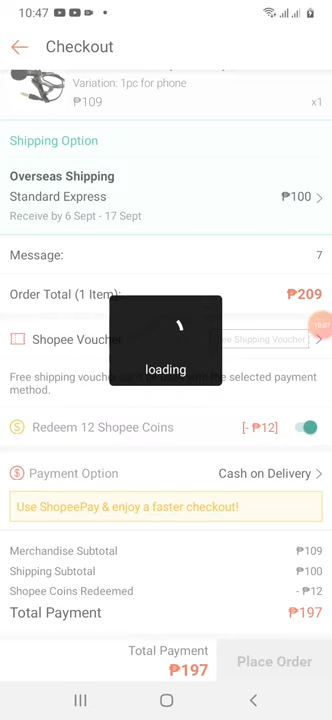 10:47
Checkout
Variation: 1pc for phone
₱109
x1
Shipping Option
Overseas Shipping
Standard Express
₱100
Receive by 6 Sept - 17 Sept
Message:
7
Order Total (1 Item):
₱209
Shopee Voucher
Free Shipping Voucher
Free shipping
the selected payment
method.
Redeem 12 Shopee Coins
[- ₱12]
Payment Option
Cash on Delivery
Use ShopeePay & enjoy a faster checkout!
Merchandise Subtotal
₱109
Shipping Subtotal
₱100
Shopee Coins Redeemed
- ₱12
Total Payment
₱197
Total Payment
₱197
Place Order
loading